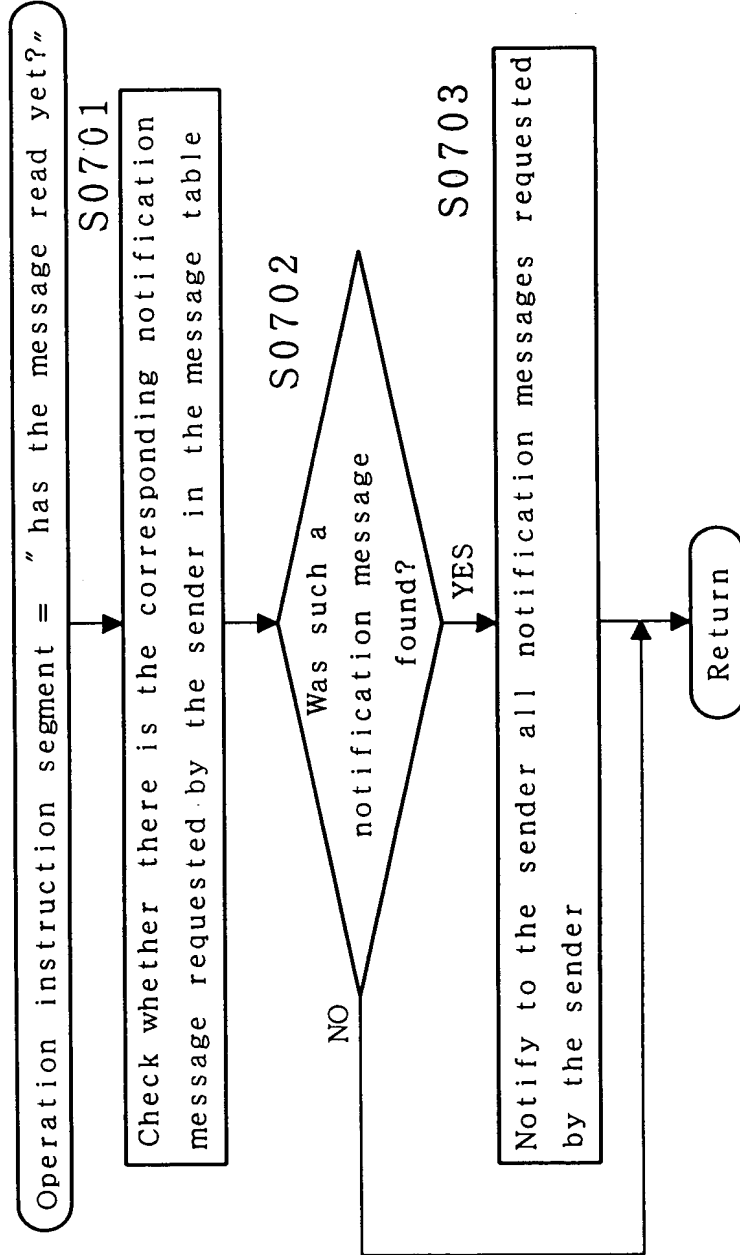 Operation instruction segment = "has the message read yet?"
S0701
Check whether there is the corresponding notification
message requested by the sender in the message table
S0702
Was such a
notification message
found?
YES
NO
S0703
Notify to the sender all notification messages requested
by the sender
Return